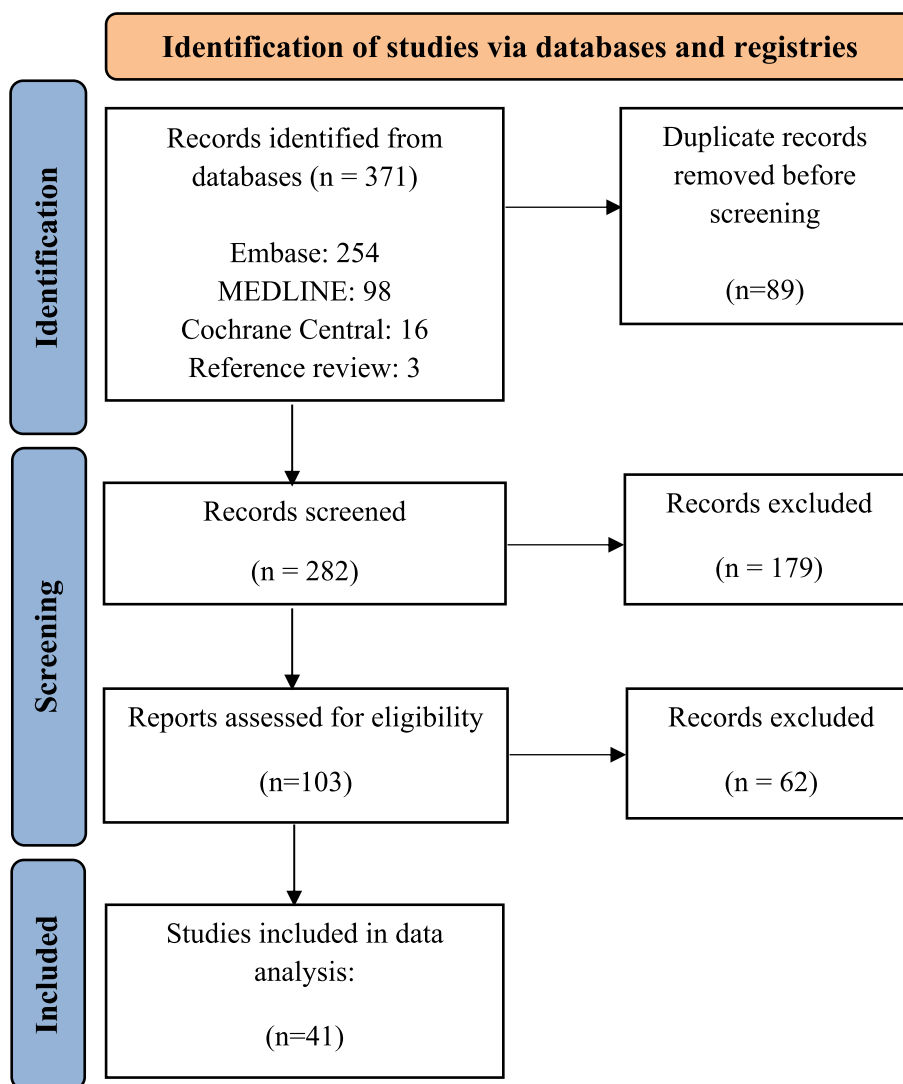 Identification of studies via databases and registries
Identification
Records identified from
databases (n = 371)
Embase: 254
MEDLINE: 98
Cochrane Central: 16
Reference review: 3
Duplicate records
removed before
screening
(n=89)
Screening
Records screened
(n = 282)
Records excluded
(n = 179)
Reports assessed for eligibility
(n=103)
Records excluded
(n = 62)
Included
Studies included in data
analysis:
(n=41)